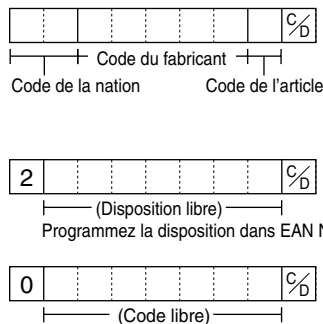 C/D
Code du fabricant
Code de la nation Code de l'article
2 C/D
(Disposition libre)
Programmez la disposition dans EAN
0 C/D
(Code libre)